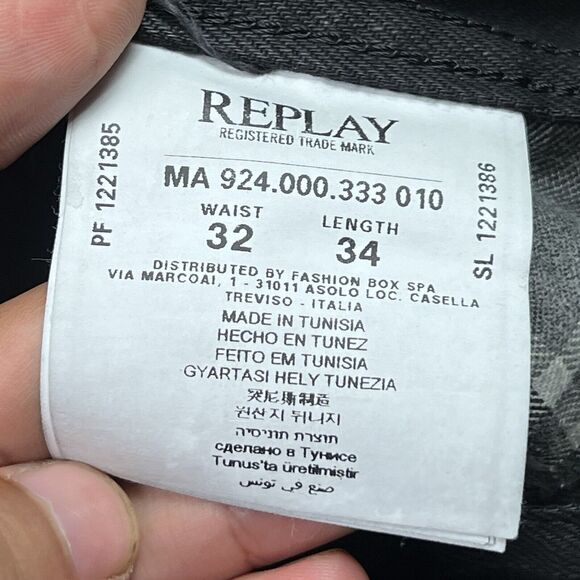 REPLAY
REGISTERED TRADE MARK
MA 924.000.333 010
PF 1221385
SL 1221386
WAIST LENGTH
32 34
DISTRIBUTED BY FASHION BOX SPA
VIA MARCOAI, 1 - 31011 ASOLO LOC. CASELLA
TREVISO - ITALIA
MADE IN TUNISIA
HECHO EN TUNEZ
FEITO EM TUNISIA
GYARTASI HELY TUNEZIA
突尼斯制造
원산지 튀니지
תוצרת תוניסיה
сделано в Тунисе
Tunus'ta üretilmiştir
صنع في تونس